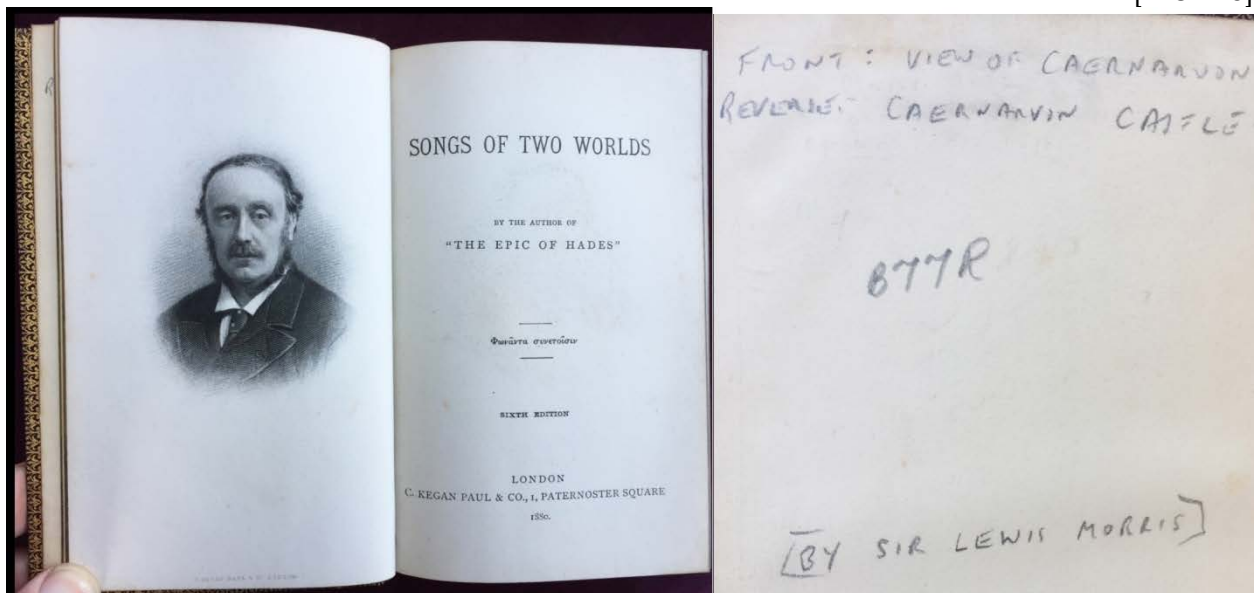 SONGS OF TWO WORLDS
BY THE AUTHOR OF
"THE EPIC OF HADES"
Φωνᾶντα συνετοῖσιν
SIXTH EDITION
LONDON
C. KEGAN PAUL & CO., 1, PATERNOSTER SQUARE
1880.
FRONT: VIEW OF CAERNARVON
REVERSE: CAERNARVON CASTLE
B77R
[BY SIR LEWIS MORRIS]